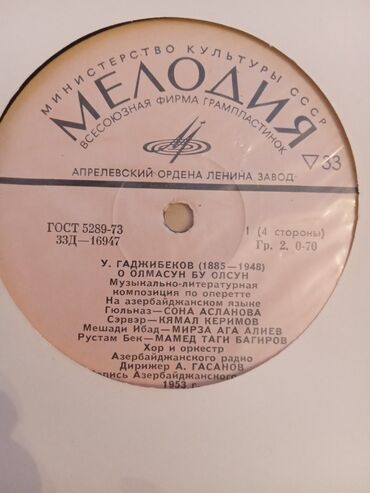 МИНИСТЕРСТВО КУЛЬТУРЫ СССР
МЕЛОДИЯ
ВСЕСОЮЗНАЯ ФИРМА ГРАМПЛАСТИНОК
▽33
АПРЕЛЕВСКИЙ ОРДЕНА ЛЕНИНА ЗАВОД
ГОСТ 5289-73
33Д—16947
1 (4 стороны)
Гр. 2, 0-70
У. ГАДЖИБЕКОВ (1885—1948)
О ОЛМАСУН БУ ОЛСУН
Музыкально-литературная
композиция по оперетте
На азербайджанском языке
Гюльназ—СОНА АСЛАНОВА
Сэрвэр—КЯМАЛ КЕРИМОВ
Мешади Ибад—МИРЗА АГА АЛИЕВ
Рустам Бек—МАМЕД ТАГИ БАГИРОВ
Хор и оркестр
Азербайджанского радио
Дирижер А. ГАСАНОВ
Запись Азербайджанского
1953 г.